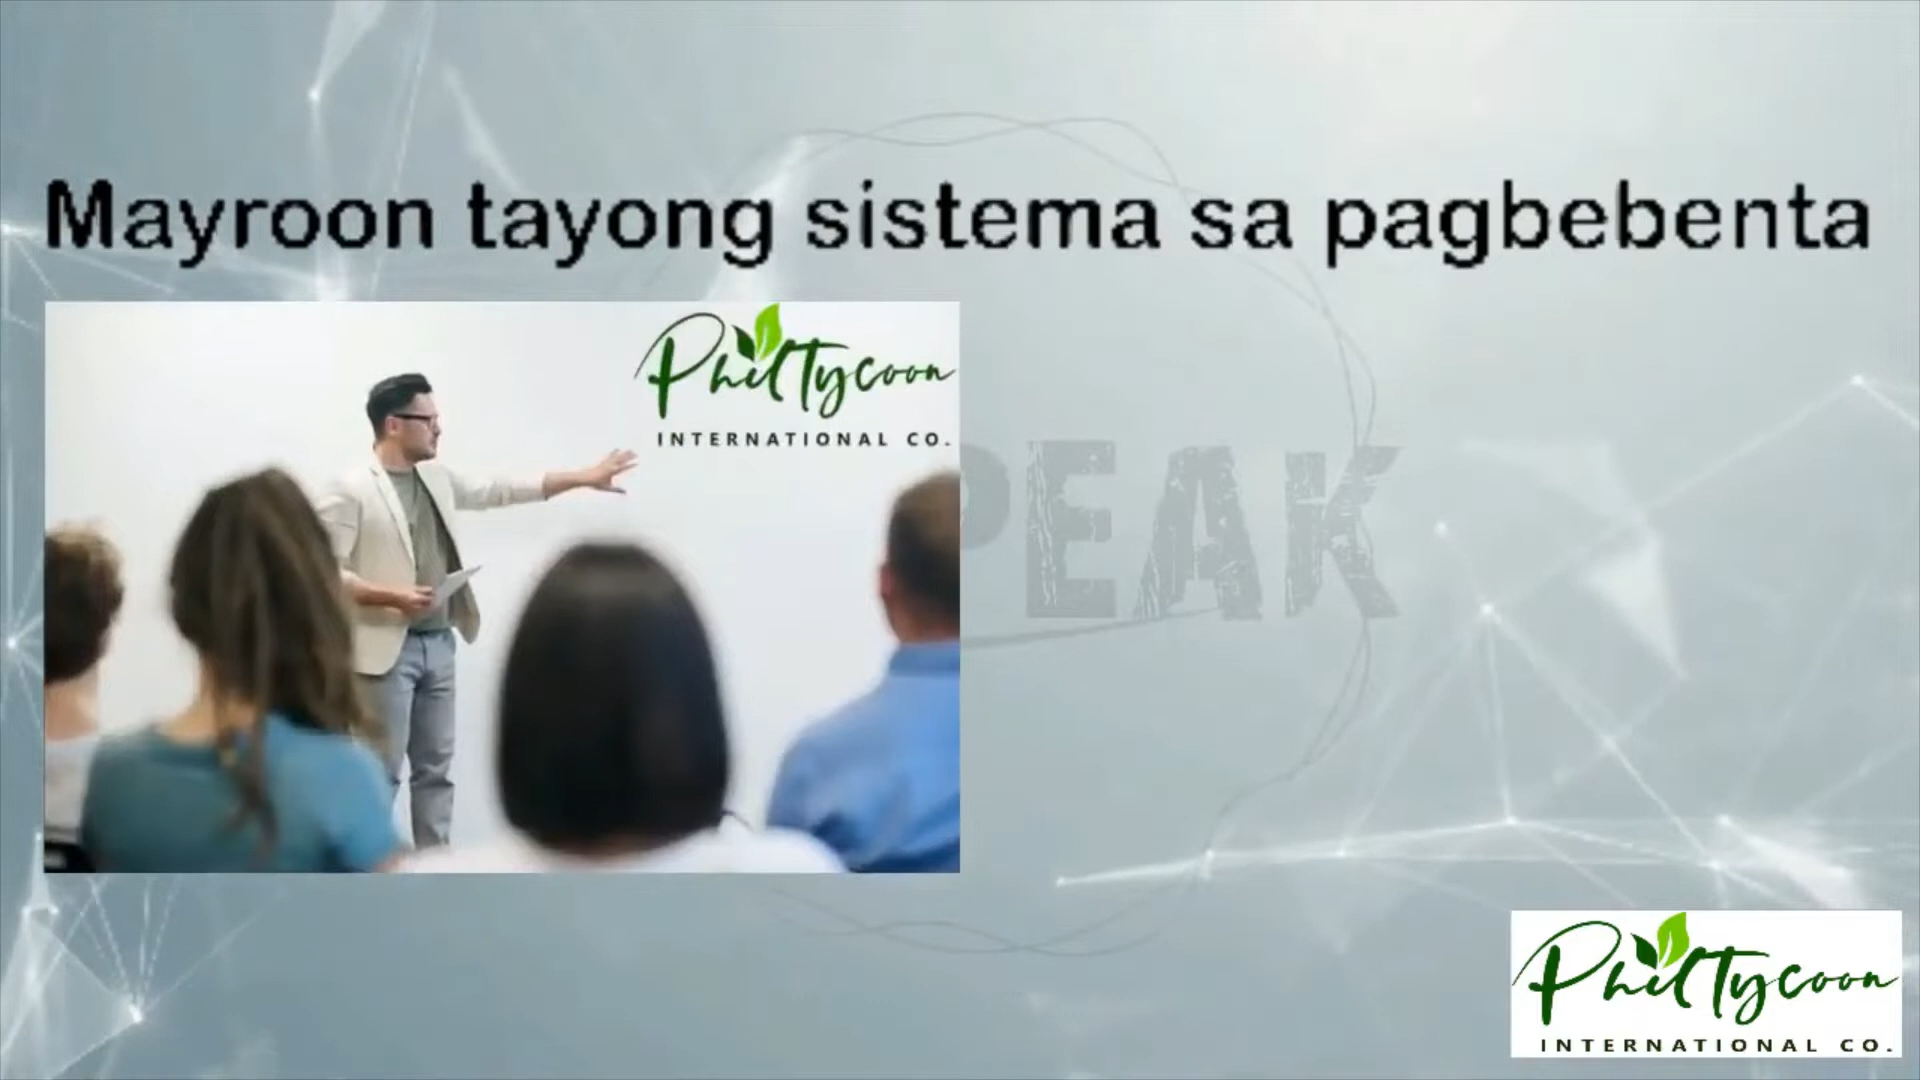 Mayroon tayong sistema sa pagbebenta
PhilTycoon
INTERNATIONAL CO.
PEAK
PhilTycoon
INTERNATIONAL CO.